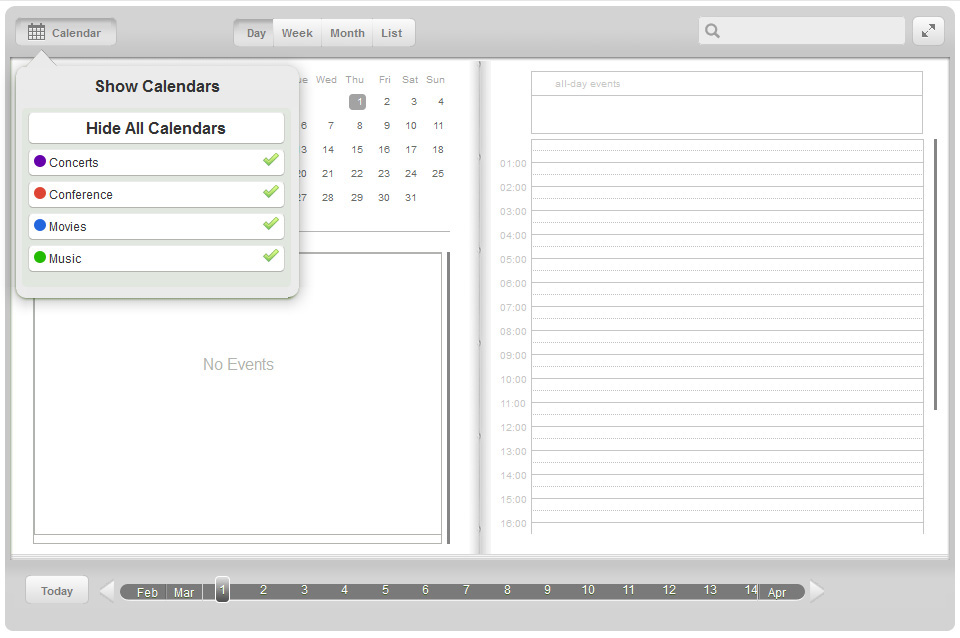 Calendar
Day Week Month List
Show Calendars
Hide All Calendars
Concerts
Conference
Movies
Music
ue Wed Thu Fri Sat Sun
1 2 3 4
6 7 8 9 10 11
3 14 15 16 17 18
20 21 22 23 24 25
27 28 29 30 31
No Events
all-day events
01:00
02:00
03:00
04:00
05:00
06:00
07:00
08:00
09:00
10:00
11:00
12:00
13:00
14:00
15:00
16:00
Today Feb Mar 1 2 3 4 5 6 7 8 9 10 11 12 13 14 Apr